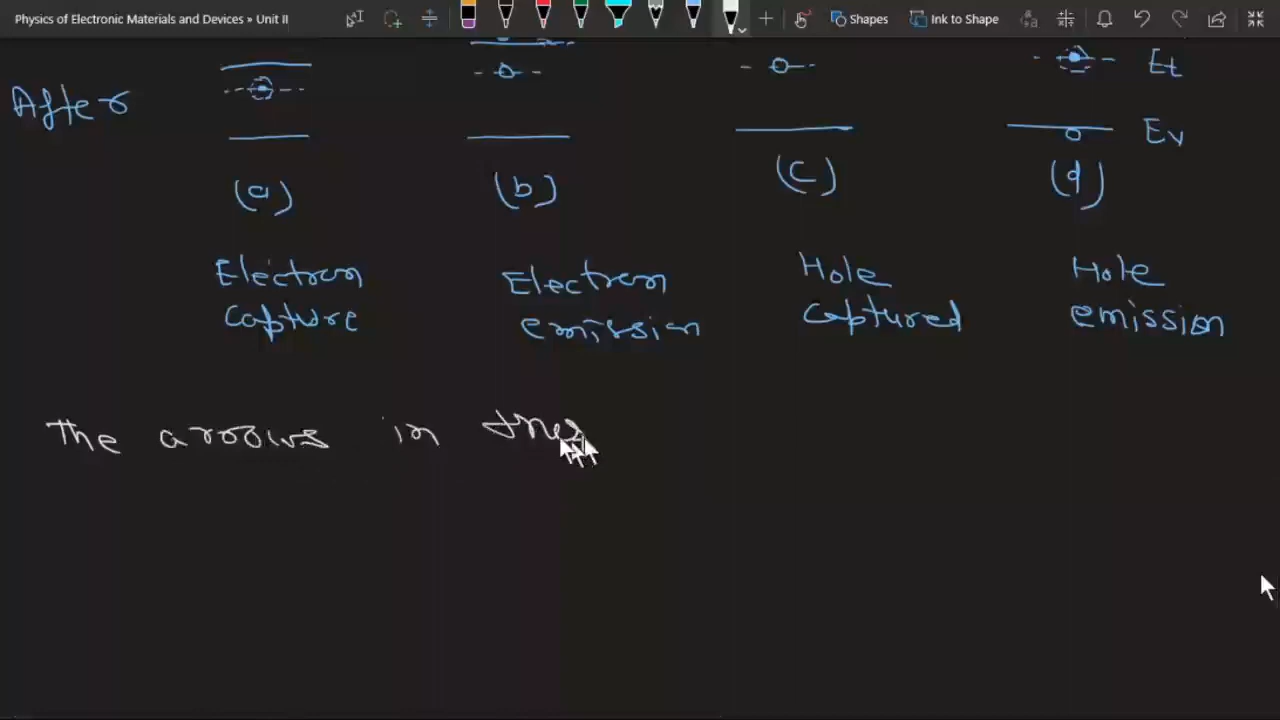 Physics of Electronic Materials and Devices » Unit II
Shapes
Ink to Shape
After
Et
Ev
(a)
(b)
(c)
(d)
Electron capture
Electron emission
Hole captured
Hole emission
The arrows in the